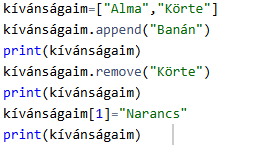 kívánságaim=["Alma","Körte"]
kívánságaim.append("Banán")
print(kívánságaim)
kívánságaim.remove("Körte")
print(kívánságaim)
kívánságaim[1]="Narancs"
print(kívánságaim)